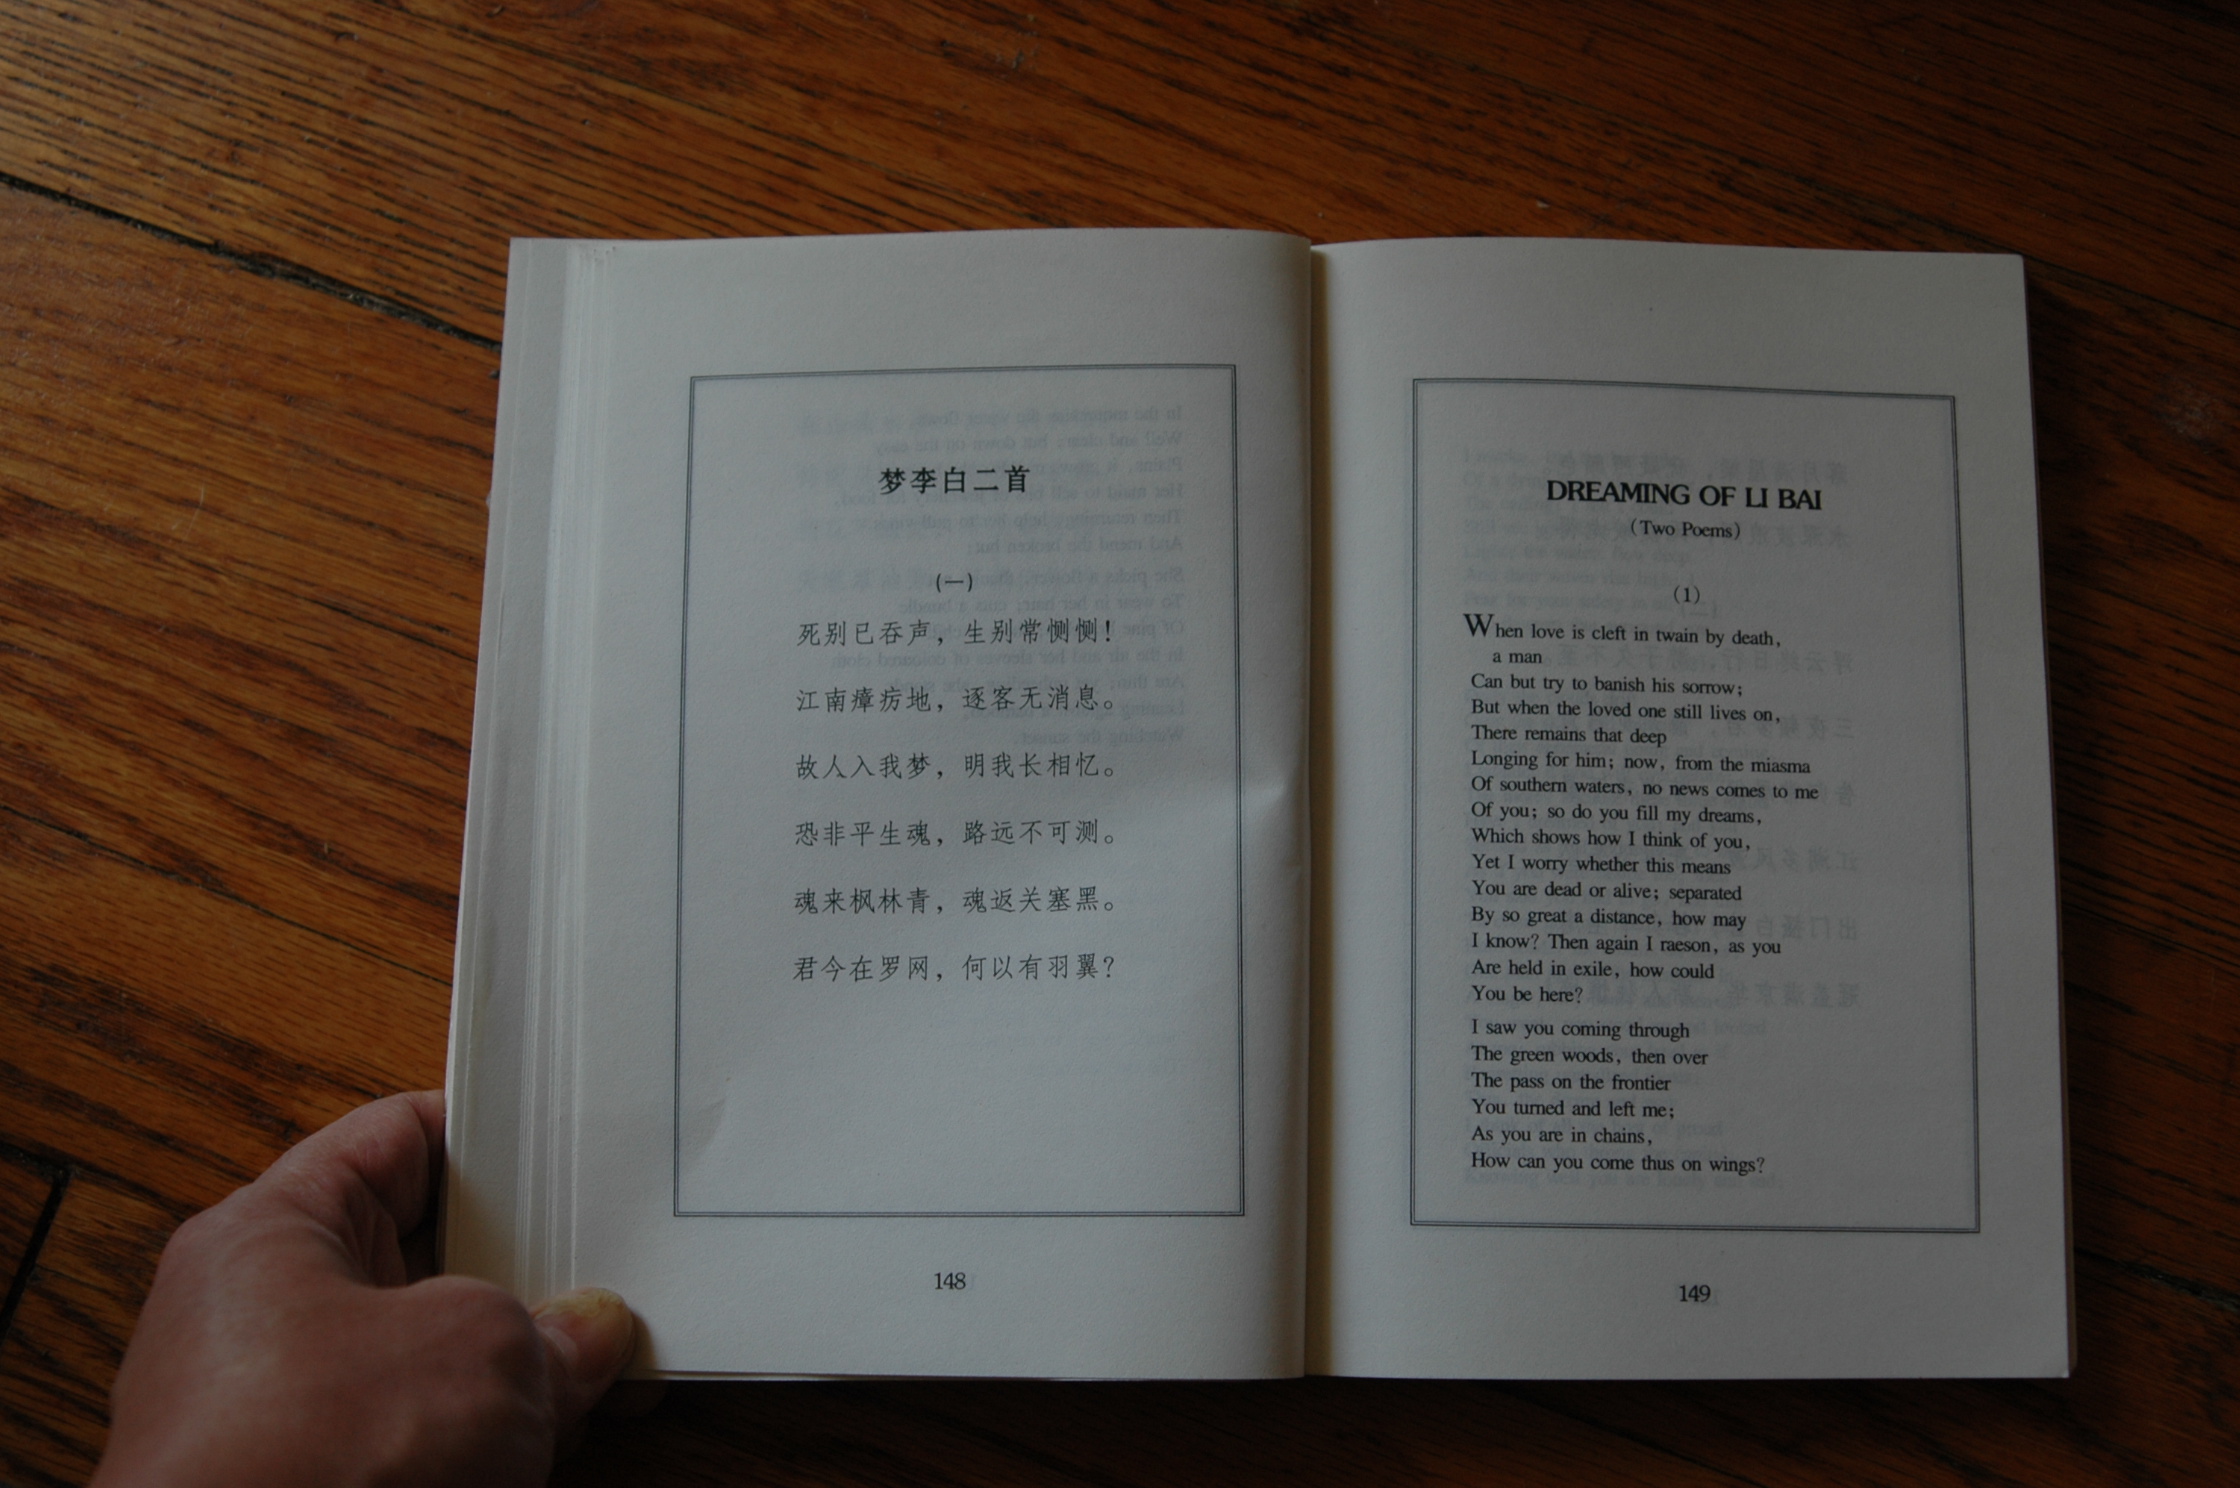 梦李白二首
(一)
死别已吞声，生别常恻恻！
江南瘴疠地，逐客无消息。
故人入我梦，明我长相忆。
恐非平生魂，路远不可测。
魂来枫林青，魂返关塞黑。
君今在罗网，何以有羽翼？
148
DREAMING OF LI BAI
(Two Poems)
(1)
When love is cleft in twain by death,
a man
Can but try to banish his sorrow;
But when the loved one still lives on,
There remains that deep
Longing for him; now, from the miasma
Of southern waters, no news comes to me
Of you; so do you fill my dreams,
Which shows how I think of you,
Yet I worry whether this means
You are dead or alive; separated
By so great a distance, how may
I know? Then again I raeson, as you
Are held in exile, how could
You be here?
I saw you coming through
The green woods, then over
The pass on the frontier
You turned and left me;
As you are in chains,
How can you come thus on wings?
149